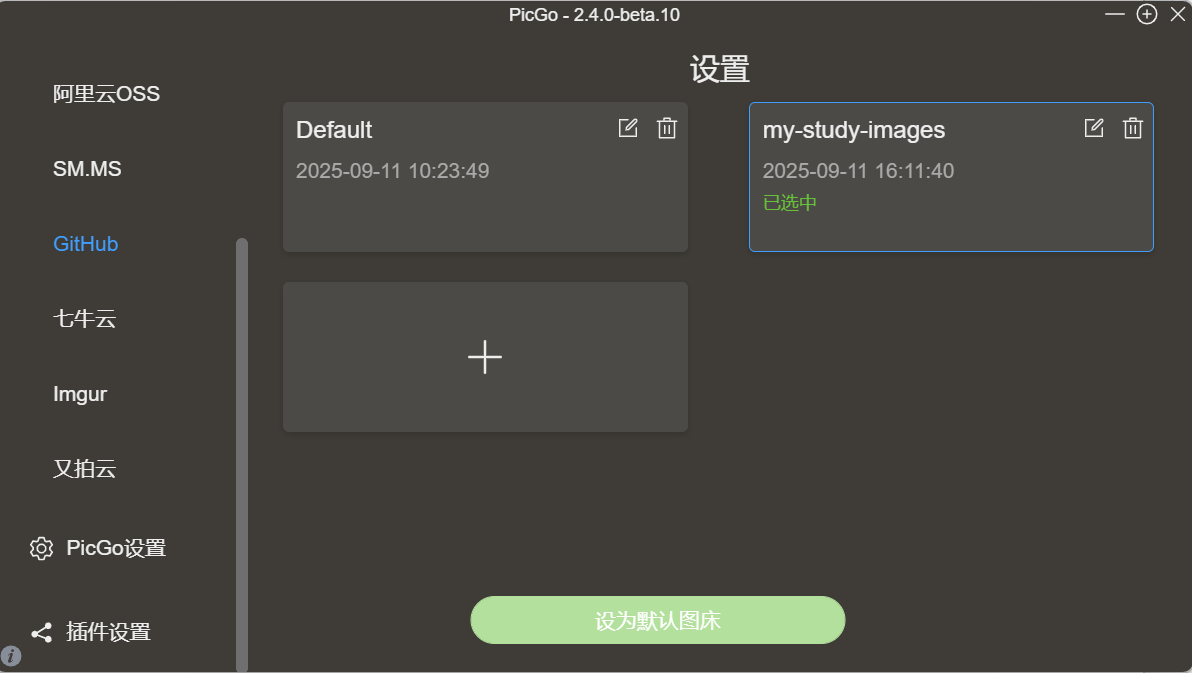 PicGo - 2.4.0-beta.10
设置
阿里云OSS
SM.MS
GitHub
七牛云
Imgur
又拍云
PicGo设置
插件设置
Default
2025-09-11 10:23:49
my-study-images
2025-09-11 16:11:40
已选中
设为默认图床